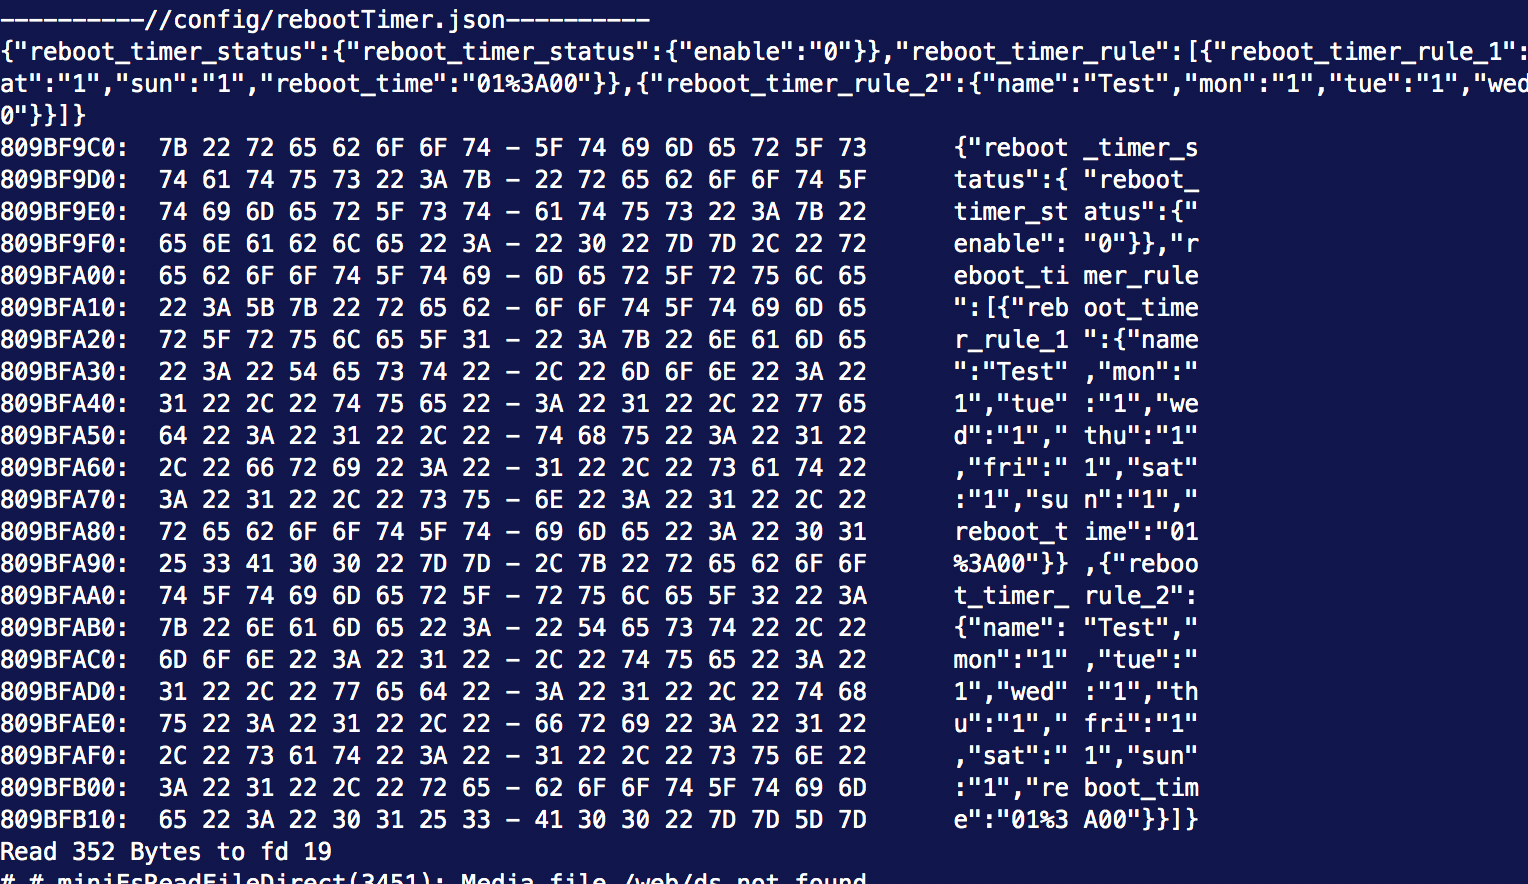 ----------//config/rebootTimer.json----------
{"reboot_timer_status":{"reboot_timer_status":{"enable":"0"}},"reboot_timer_rule":[{"reboot_timer_rule_1":
at":"1","sun":"1","reboot_time":"01%3A00"}},{"reboot_timer_rule_2":{"name":"Test","mon":"1","tue":"1","wed
0"}}]}
809BF9C0:  7B 22 72 65 62 6F 6F 74 - 5F 74 69 6D 65 72 5F 73      {"reboot _timer_s
809BF9D0:  74 61 74 75 73 22 3A 7B - 22 72 65 62 6F 6F 74 5F      tatus":{ "reboot_
809BF9E0:  74 69 6D 65 72 5F 73 74 - 61 74 75 73 22 3A 7B 22      timer_st atus":{"
809BF9F0:  65 6E 61 62 6C 65 22 3A - 22 30 22 7D 7D 2C 22 72      enable": "0"}},"r
809BFA00:  65 62 6F 6F 74 5F 74 69 - 6D 65 72 5F 72 75 6C 65      eboot_ti mer_rule
809BFA10:  22 3A 5B 7B 22 72 65 62 - 6F 6F 74 5F 74 69 6D 65      ":[{"reb oot_time
809BFA20:  72 5F 72 75 6C 65 5F 31 - 22 3A 7B 22 6E 61 6D 65      r_rule_1 ":{"name
809BFA30:  22 3A 22 54 65 73 74 22 - 2C 22 6D 6F 6E 22 3A 22      ":"Test" ,"mon":"
809BFA40:  31 22 2C 22 74 75 65 22 - 3A 22 31 22 2C 22 77 65      1","tue" :"1","we
809BFA50:  64 22 3A 22 31 22 2C 22 - 74 68 75 22 3A 22 31 22      d":"1"," thu":"1"
809BFA60:  2C 22 66 72 69 22 3A 22 - 31 22 2C 22 73 61 74 22      ,"fri":" 1","sat"
809BFA70:  3A 22 31 22 2C 22 73 75 - 6E 22 3A 22 31 22 2C 22      :"1","su n":"1","
809BFA80:  72 65 62 6F 6F 74 5F 74 - 69 6D 65 22 3A 22 30 31      reboot_t ime":"01
809BFA90:  25 33 41 30 30 22 7D 7D - 2C 7B 22 72 65 62 6F 6F      %3A00"}} ,{"reboo
809BFAA0:  74 5F 74 69 6D 65 72 5F - 72 75 6C 65 5F 32 22 3A      t_timer_ rule_2":
809BFAB0:  7B 22 6E 61 6D 65 22 3A - 22 54 65 73 74 22 2C 22      {"name": "Test","
809BFAC0:  6D 6F 6E 22 3A 22 31 22 - 2C 22 74 75 65 22 3A 22      mon":"1" ,"tue":"
809BFAD0:  31 22 2C 22 77 65 64 22 - 3A 22 31 22 2C 22 74 68      1","wed" :"1","th
809BFAE0:  75 22 3A 22 31 22 2C 22 - 66 72 69 22 3A 22 31 22      u":"1"," fri":"1"
809BFAF0:  2C 22 73 61 74 22 3A 22 - 31 22 2C 22 73 75 6E 22      ,"sat":" 1","sun"
809BFB00:  3A 22 31 22 2C 22 72 65 - 62 6F 6F 74 5F 74 69 6D      :"1","re boot_tim
809BFB10:  65 22 3A 22 30 31 25 33 - 41 30 30 22 7D 7D 5D 7D      e":"01%3 A00"}}]}
Read 352 Bytes to fd 19
# # miniFsReadFileDirect(3451): Media file /web/ds not found